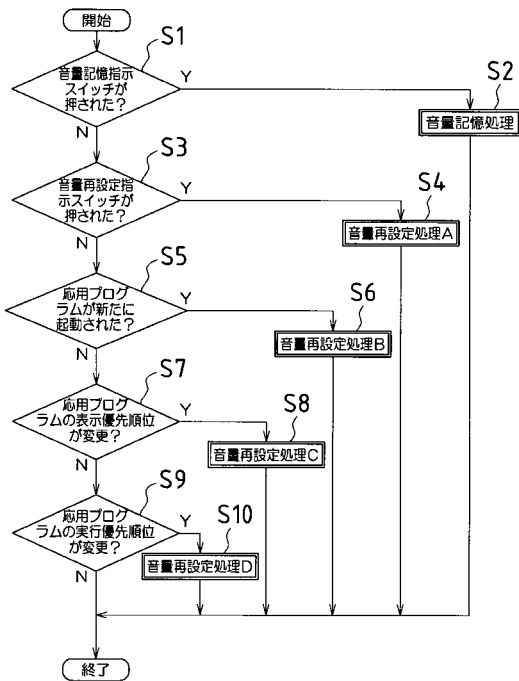 開始
S1
音量記憶指示
スイッチが
押された？
Y
N
S2
音量記憶処理
S3
音量再設定指
示スイッチが
押された？
Y
N
S4
音量再設定処理A
S5
応用プログ
ラムが新たに
起動された？
Y
N
S6
音量再設定処理B
S7
応用プログ
ラムの表示優先順位
が変更？
Y
N
S8
音量再設定処理C
S9
応用プログ
ラムの実行優先順位
が変更？
Y
N
S10
音量再設定処理D
終了